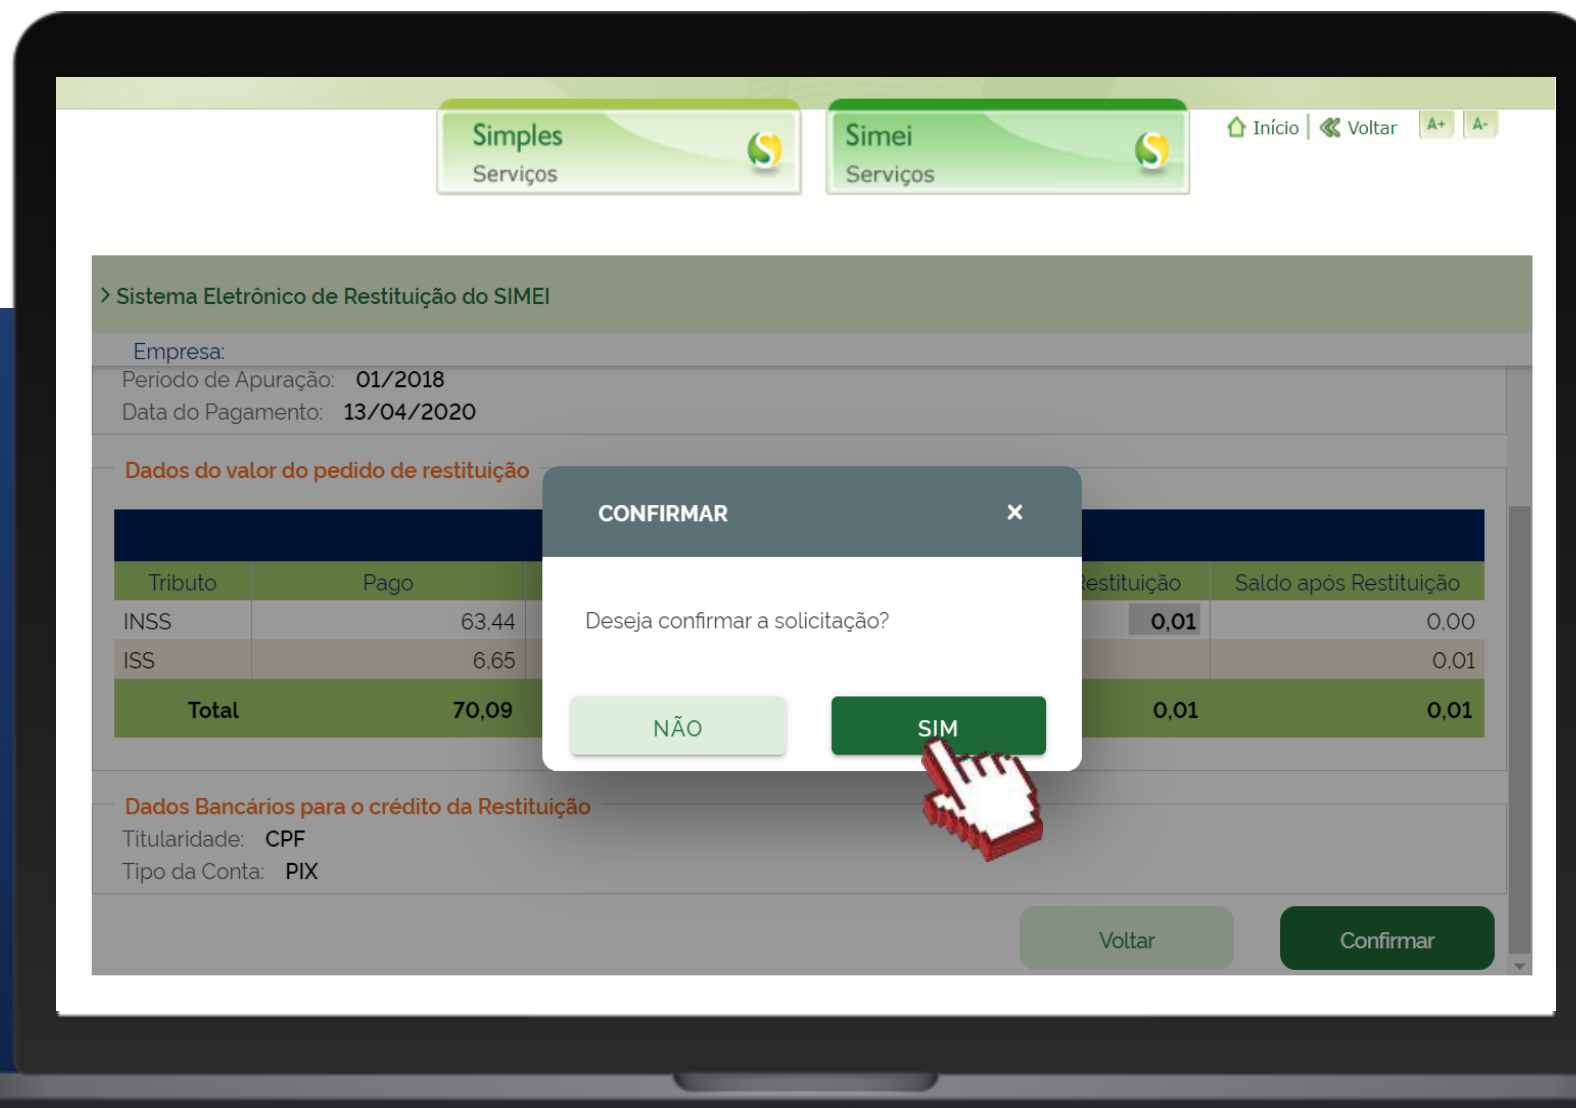 Simples
Serviços
Simei
Serviços
Início
Voltar
A+
A-
Sistema Eletrônico de Restituição do SIMEI
Empresa:
Período de Apuração: 01/2018
Data do Pagamento: 13/04/2020
Dados do valor do pedido de restituição
CONFIRMAR
×
Tributo Pago Restituição Saldo após Restituição
INSS 63,44 0,01 0,00
ISS 6,65 0,01
Total 70,09 0,01 0,01
Deseja confirmar a solicitação?
NÃO
SIM
Dados Bancários para o crédito da Restituição
Titularidade: CPF
Tipo da Conta: PIX
Voltar
Confirmar